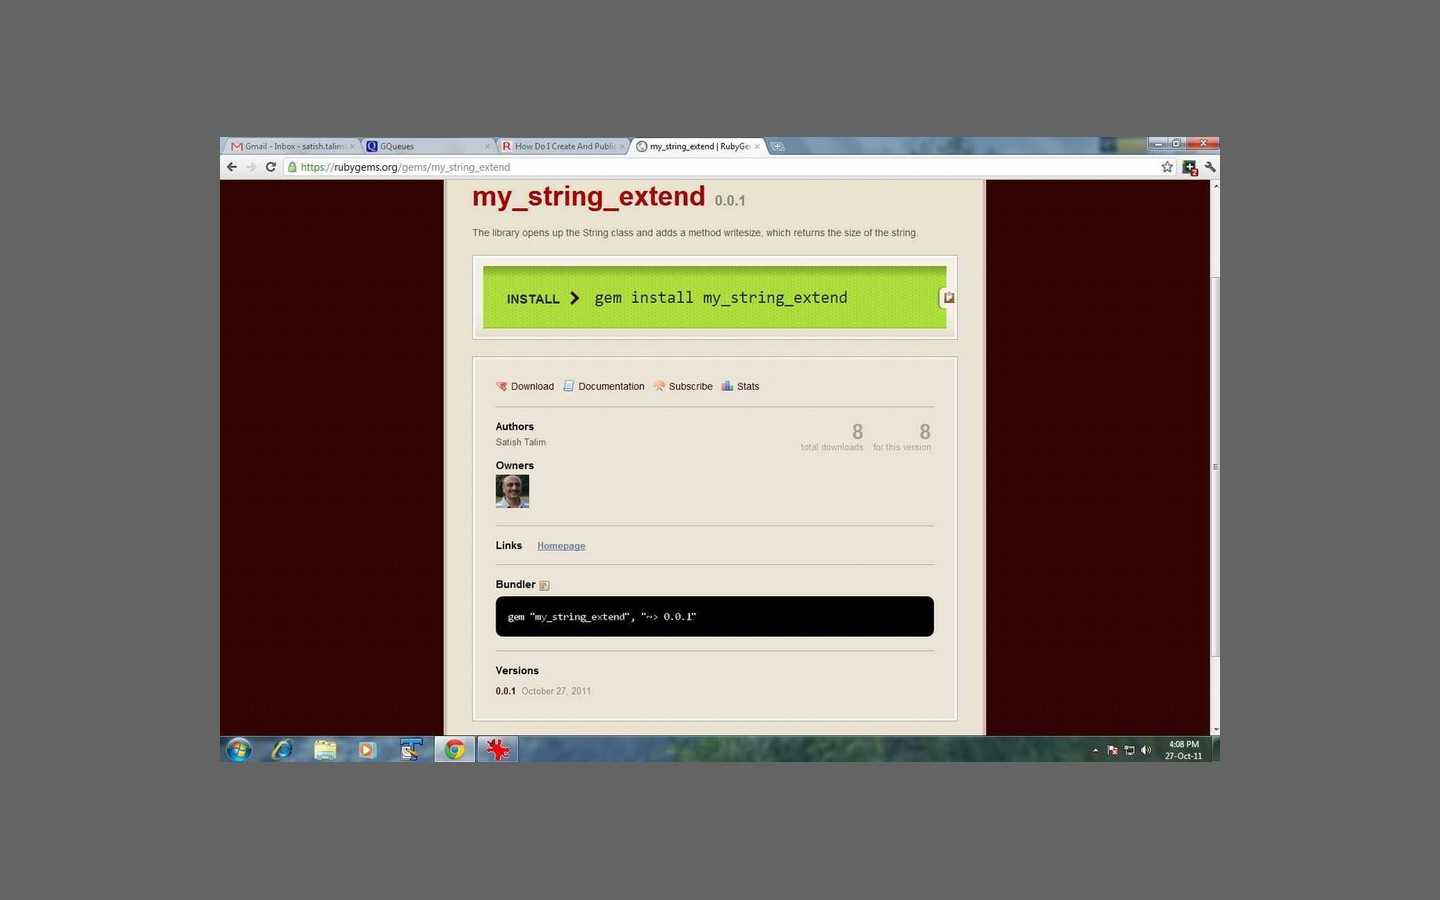 Gmail - Inbox - satish.talim
GQueues
How Do I Create And Public
my_string_extend | RubyGe
https://rubygems.org/gems/my_string_extend
my_string_extend 0.0.1
The library opens up the String class and adds a method writesize, which returns the size of the string.
INSTALL gem install my_string_extend
Download Documentation Subscribe Stats
Authors
Satish Talim
8 8
total downloads for this version
Owners
Links Homepage
Bundler
gem "my_string_extend", "~> 0.0.1"
Versions
0.0.1 October 27, 2011
4:08 PM
27-Oct-11